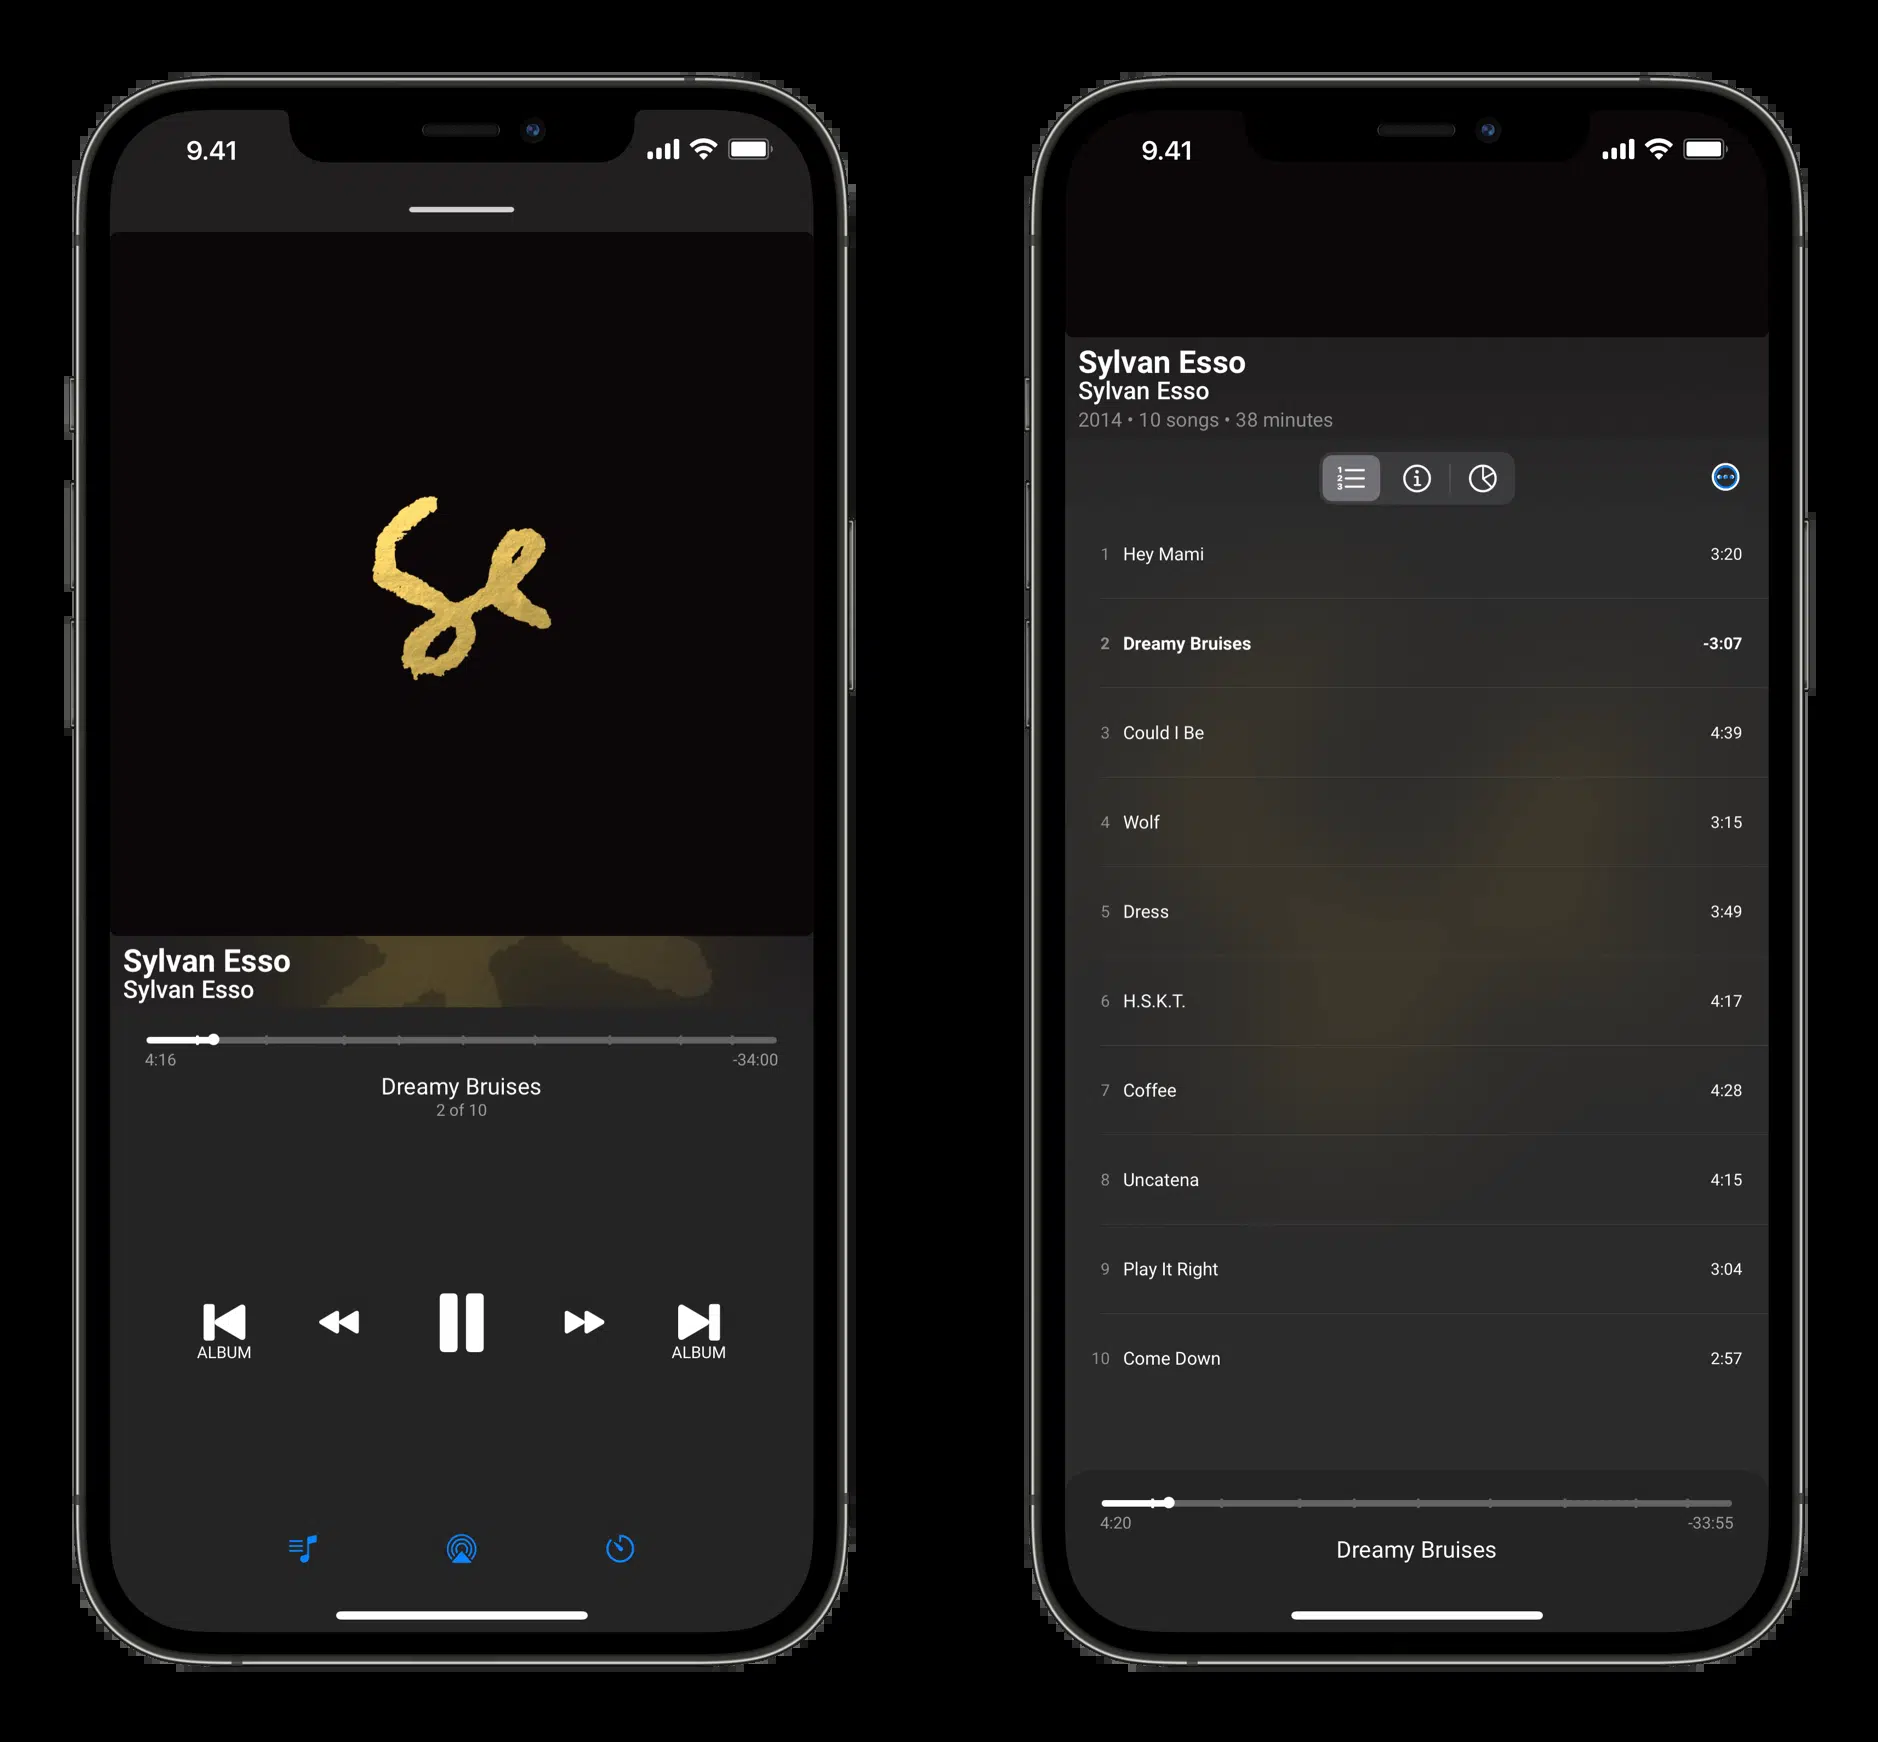 9.41
Sylvan Esso
Sylvan Esso
4:16 -34:00
Dreamy Bruises
2 of 10
ALBUM ALBUM
9.41
Sylvan Esso
Sylvan Esso
2014 • 10 songs • 38 minutes
1 Hey Mami 3:20
2 Dreamy Bruises -3:07
3 Could I Be 4:39
4 Wolf 3:15
5 Dress 3:49
6 H.S.K.T. 4:17
7 Coffee 4:28
8 Uncatena 4:15
9 Play It Right 3:04
10 Come Down 2:57
4:20 -33:55
Dreamy Bruises